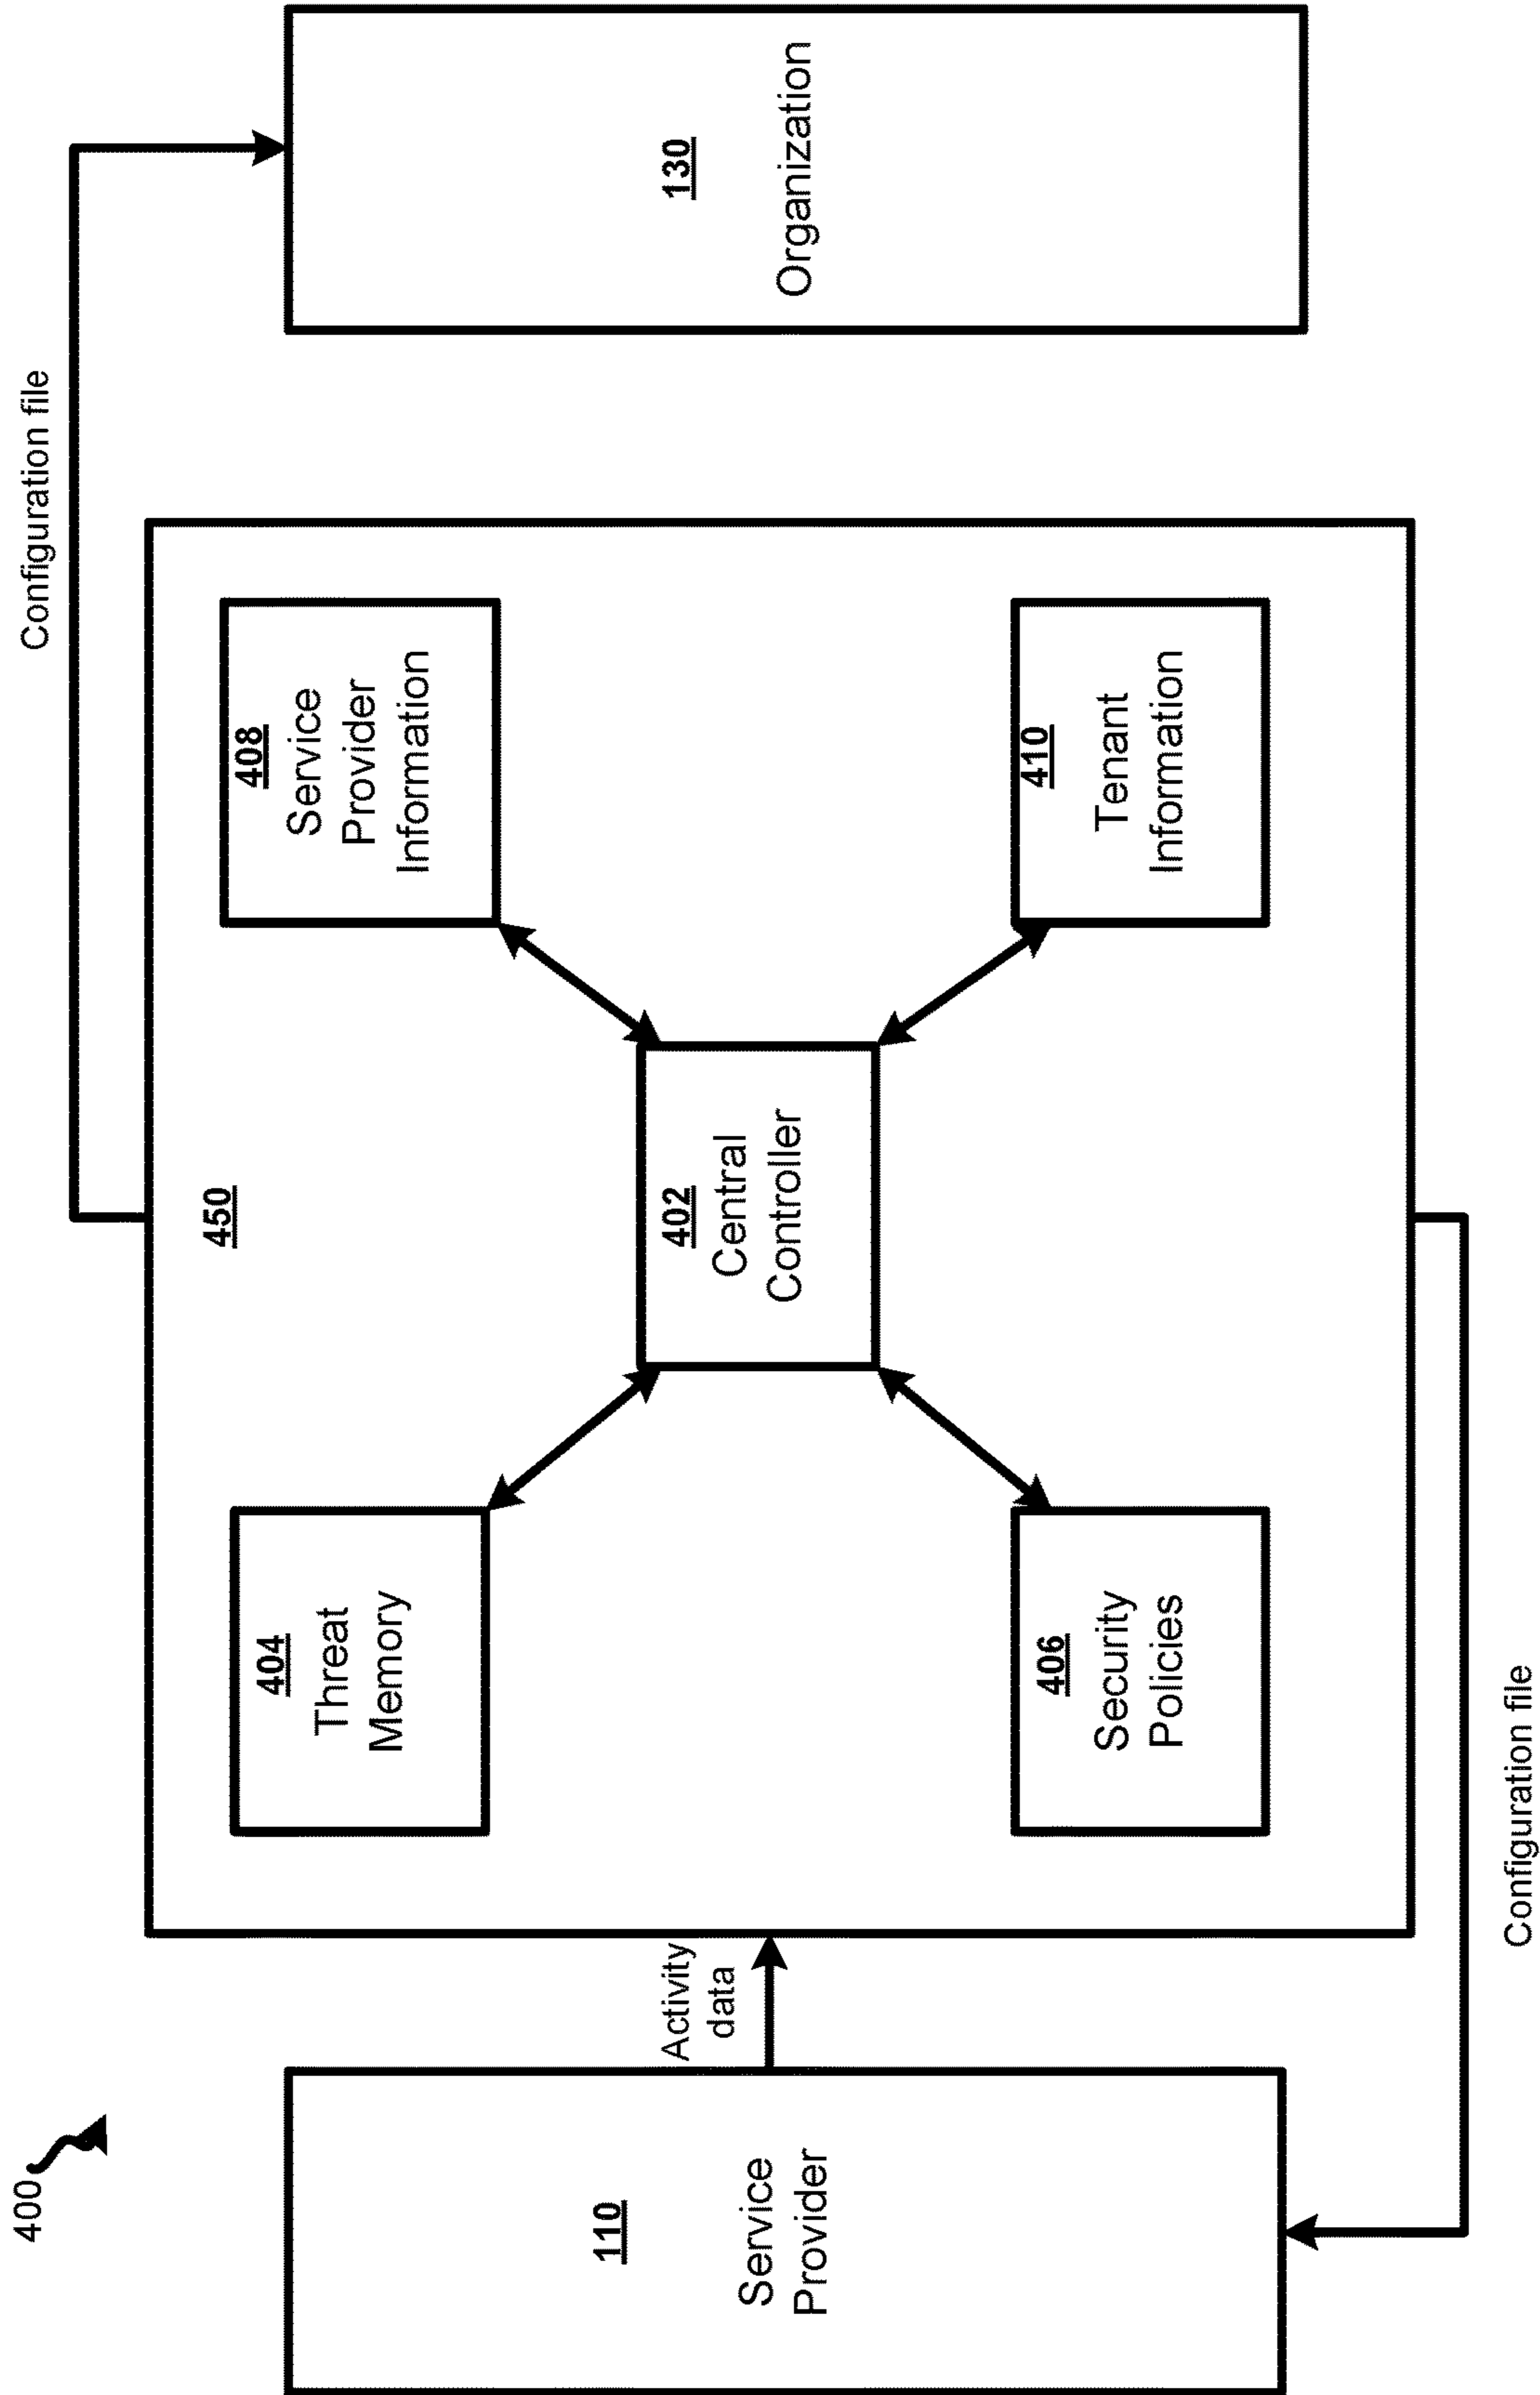 400
Configuration file
110
Service
Provider
Activity
data
450
404
Threat
Memory
408
Service
Provider
Information
402
Central
Controller
406
Security
Policies
410
Tenant
Information
130
Organization
Configuration file